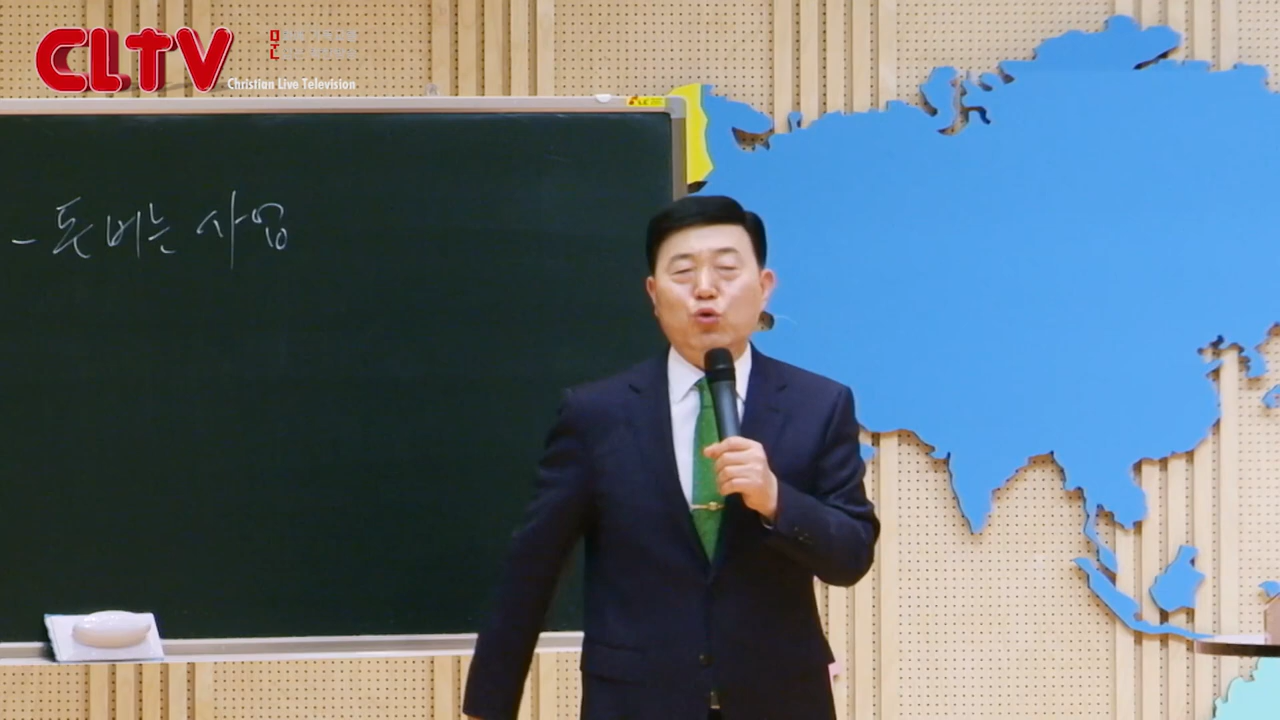 CLTV
Christian Live Television
- 돈 버는 사업